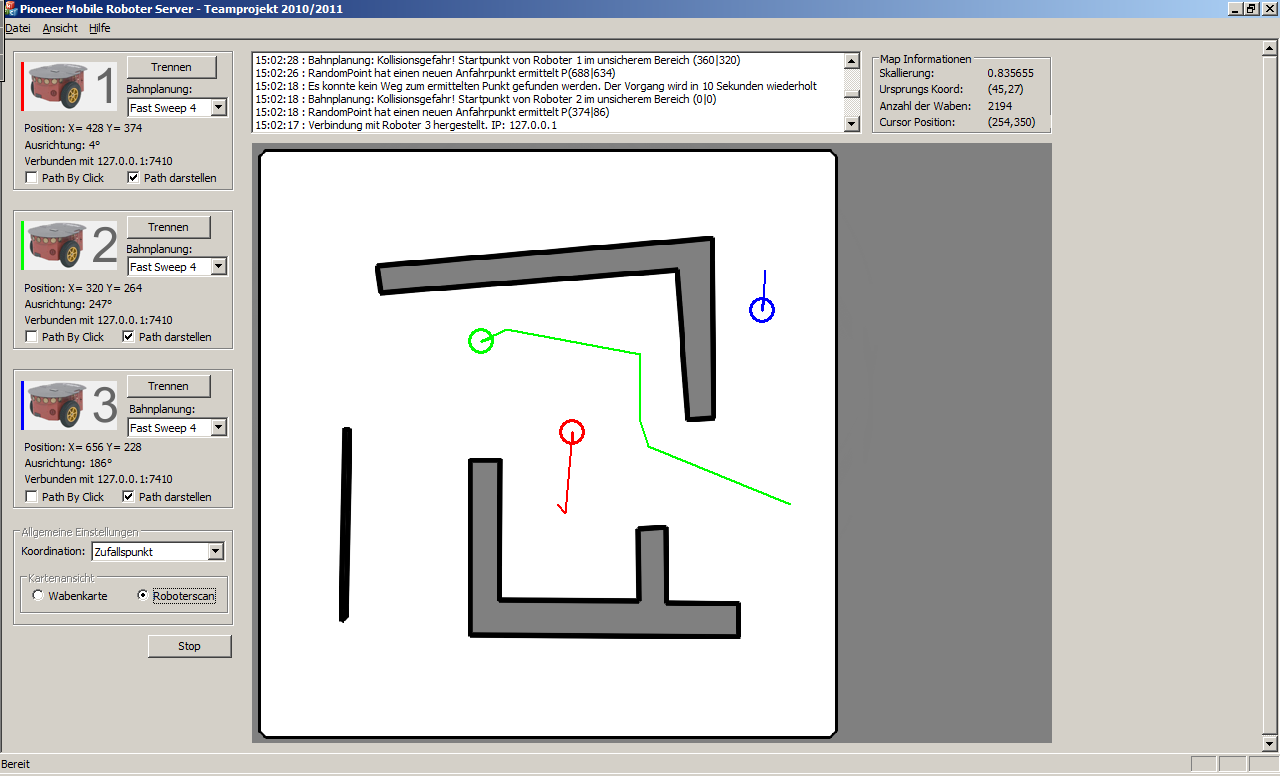 Pioneer Mobile Roboter Server - Teamprojekt 2010/2011
Datei Ansicht Hilfe
1
Trennen
Bahnplanung:
Fast Sweep 4
Position: X= 428 Y= 374
Ausrichtung: 4°
Verbunden mit 127.0.0.1:7410
Path By Click Path darstellen
2
Trennen
Bahnplanung:
Fast Sweep 4
Position: X= 320 Y= 264
Ausrichtung: 247°
Verbunden mit 127.0.0.1:7410
Path By Click Path darstellen
3
Trennen
Bahnplanung:
Fast Sweep 4
Position: X= 656 Y= 228
Ausrichtung: 186°
Verbunden mit 127.0.0.1:7410
Path By Click Path darstellen
Allgemeine Einstellungen
Koordination: Zufallspunkt
Kartenansicht
Wabenkarte Roboterscan
Stop
15:02:28 : Bahnplanung: Kollisionsgefahr! Startpunkt von Roboter 1 im unsicherem Bereich (360|320)
15:02:26 : RandomPoint hat einen neuen Anfahrpunkt ermittelt P(688|634)
15:02:18 : Es konnte kein Weg zum ermittelten Punkt gefunden werden. Der Vorgang wird in 10 Sekunden wiederholt
15:02:18 : Bahnplanung: Kollisionsgefahr! Startpunkt von Roboter 2 im unsicherem Bereich (0|0)
15:02:18 : RandomPoint hat einen neuen Anfahrpunkt ermittelt P(374|86)
15:02:17 : Verbindung mit Roboter 3 hergestellt. IP: 127.0.0.1
Map Informationen
Skallierung: 0.835655
Ursprungs Koord: (45,27)
Anzahl der Waben: 2194
Cursor Position: (254,350)
Bereit